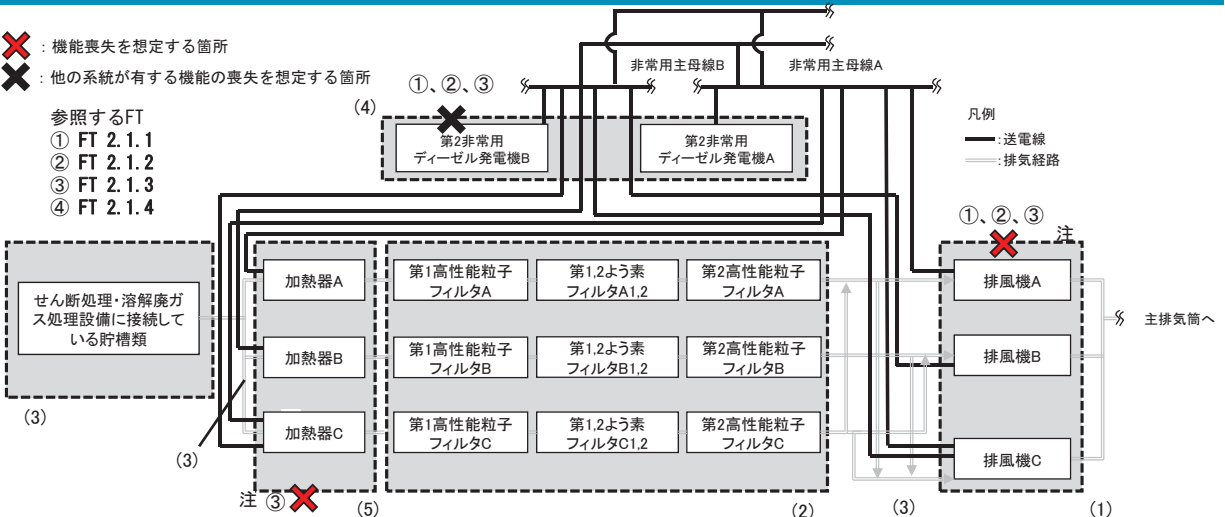 ：機能喪失を想定する箇所
：他の系統が有する機能の喪失を想定する箇所
参照するFT
① FT 2.1.1
② FT 2.1.2
③ FT 2.1.3
④ FT 2.1.4
非常用主母線B
非常用主母線A
①、②、③
(4)
第2非常用
ディーゼル発電機B
第2非常用
ディーゼル発電機A
凡例
:送電線
:排気経路
①、②、③
注
せん断処理・溶解廃ガ
ス処理設備に接続して
いる貯槽類
(3)
加熱器A
加熱器B
加熱器C
(3)
注 ③
(5)
第1高性能粒子
フィルタA
第1,2よう素
フィルタA1,2
第2高性能粒子
フィルタA
第1高性能粒子
フィルタB
第1,2よう素
フィルタB1,2
第2高性能粒子
フィルタB
第1高性能粒子
フィルタC
第1,2よう素
フィルタC1,2
第2高性能粒子
フィルタC
(2)
(3)
排風機A
排風機B
排風機C
(1)
主排気筒へ